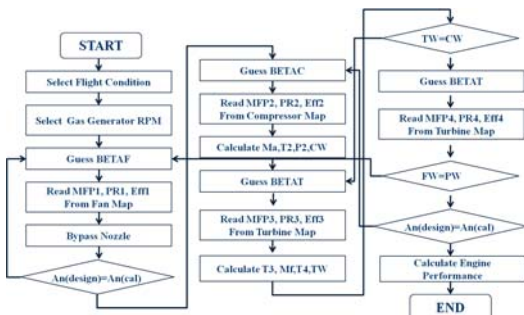 START
Select Flight Condition
Select Gas Generator RPM
Guess BETAF
Read MFP1, PR1, Eff1
From Fan Map
Bypass Nozzle
An(design)=An(cal)
Guess BETAC
Read MFP2, PR2, Eff2
From Compressor Map
Calculate Ma,T2,P2,CW
Guess BETAT
Read MFP3, PR3, Eff3
From Turbine Map
Calculate T3, Mf,T4,TW
TW=CW
Guess BETAT
Read MFP4, PR4, Eff4
From Turbine Map
FW=PW
An(design)=An(cal)
Calculate Engine
Performance
END